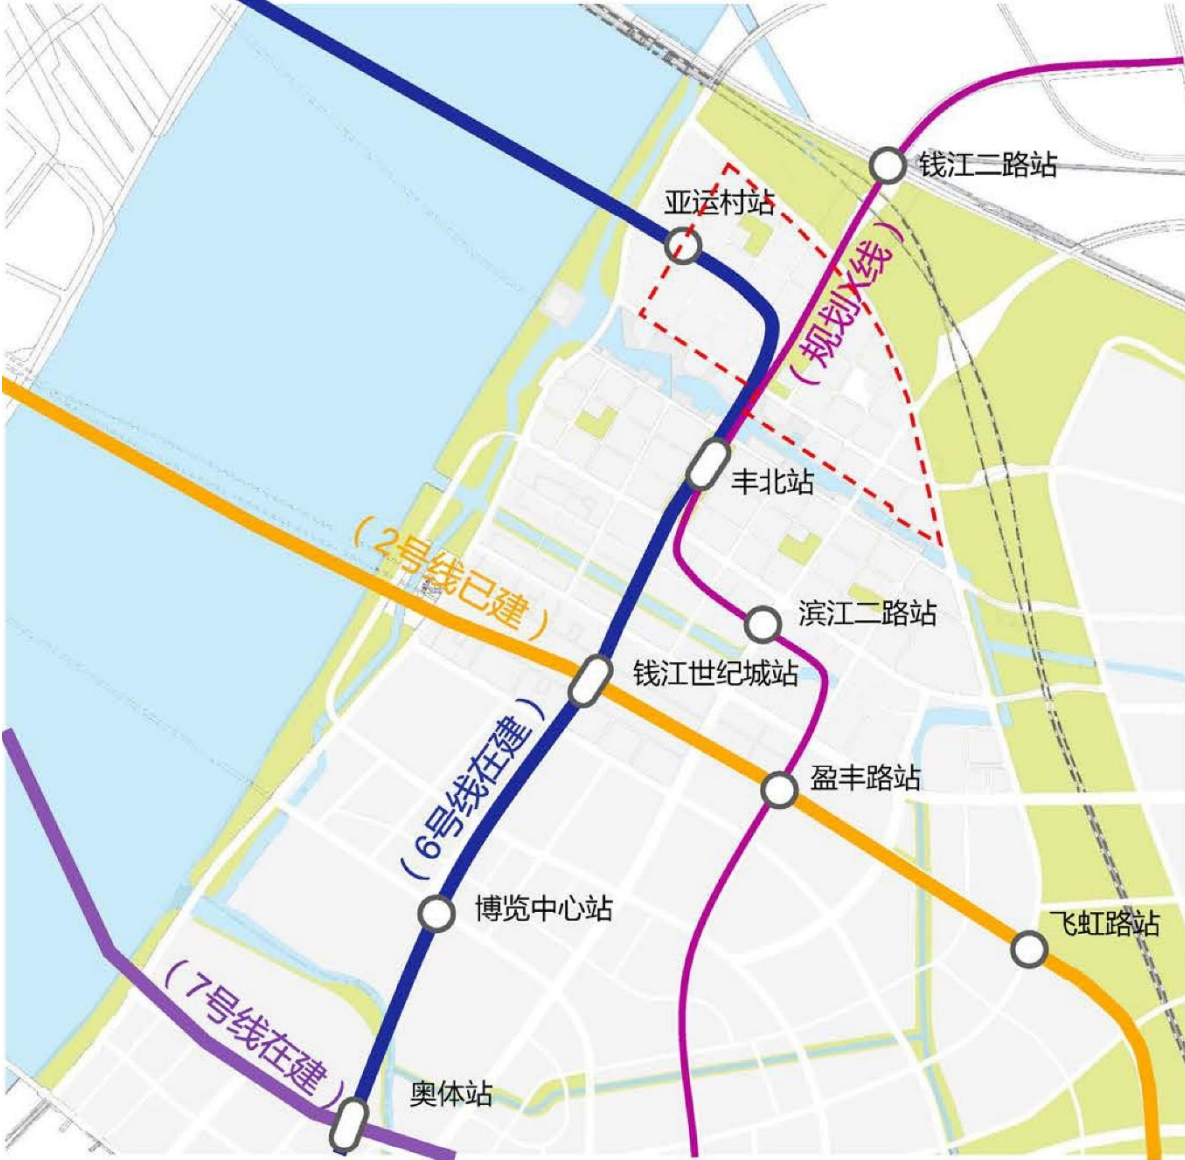 钱江二路站
亚运村站
（规划X线）
丰北站
（2号线已建）
滨江二路站
钱江世纪城站
（6号线在建）
盈丰路站
博览中心站
飞虹路站
（7号线在建）
奥体站